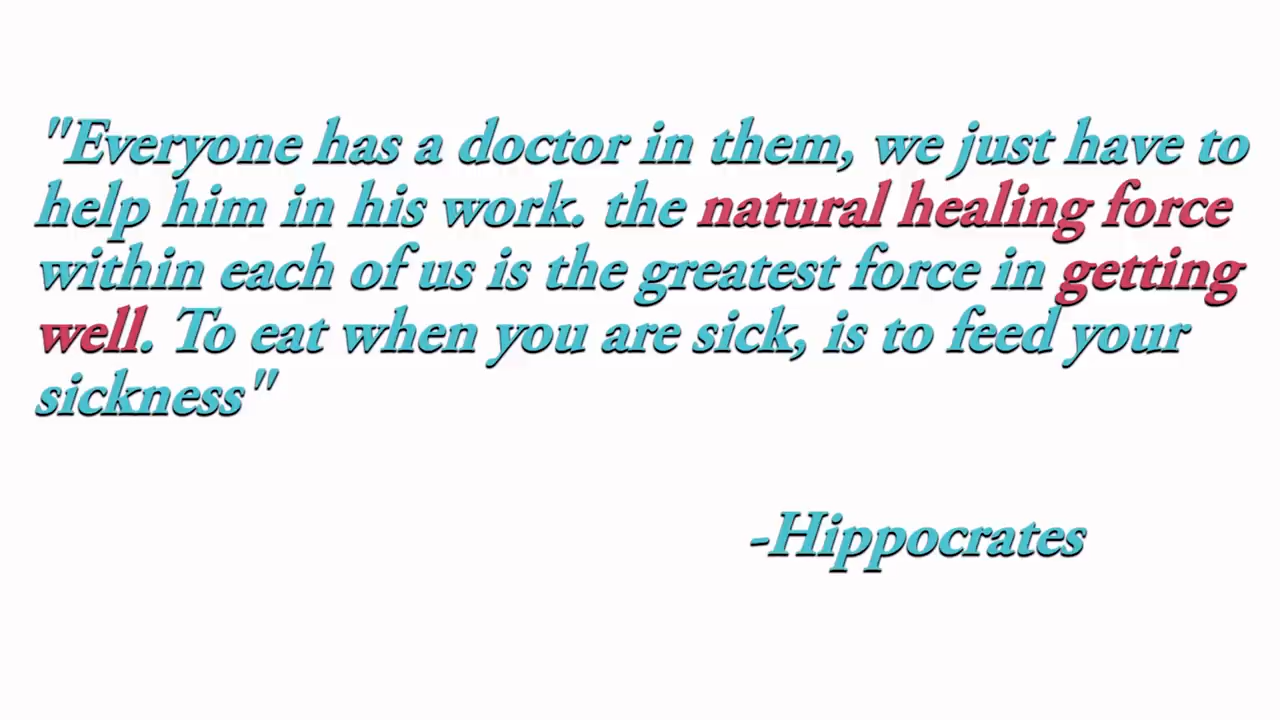 "Everyone has a doctor in them, we just have to
help him in his work. the natural healing force
within each of us is the greatest force in getting
well. To eat when you are sick, is to feed your
sickness"
-Hippocrates